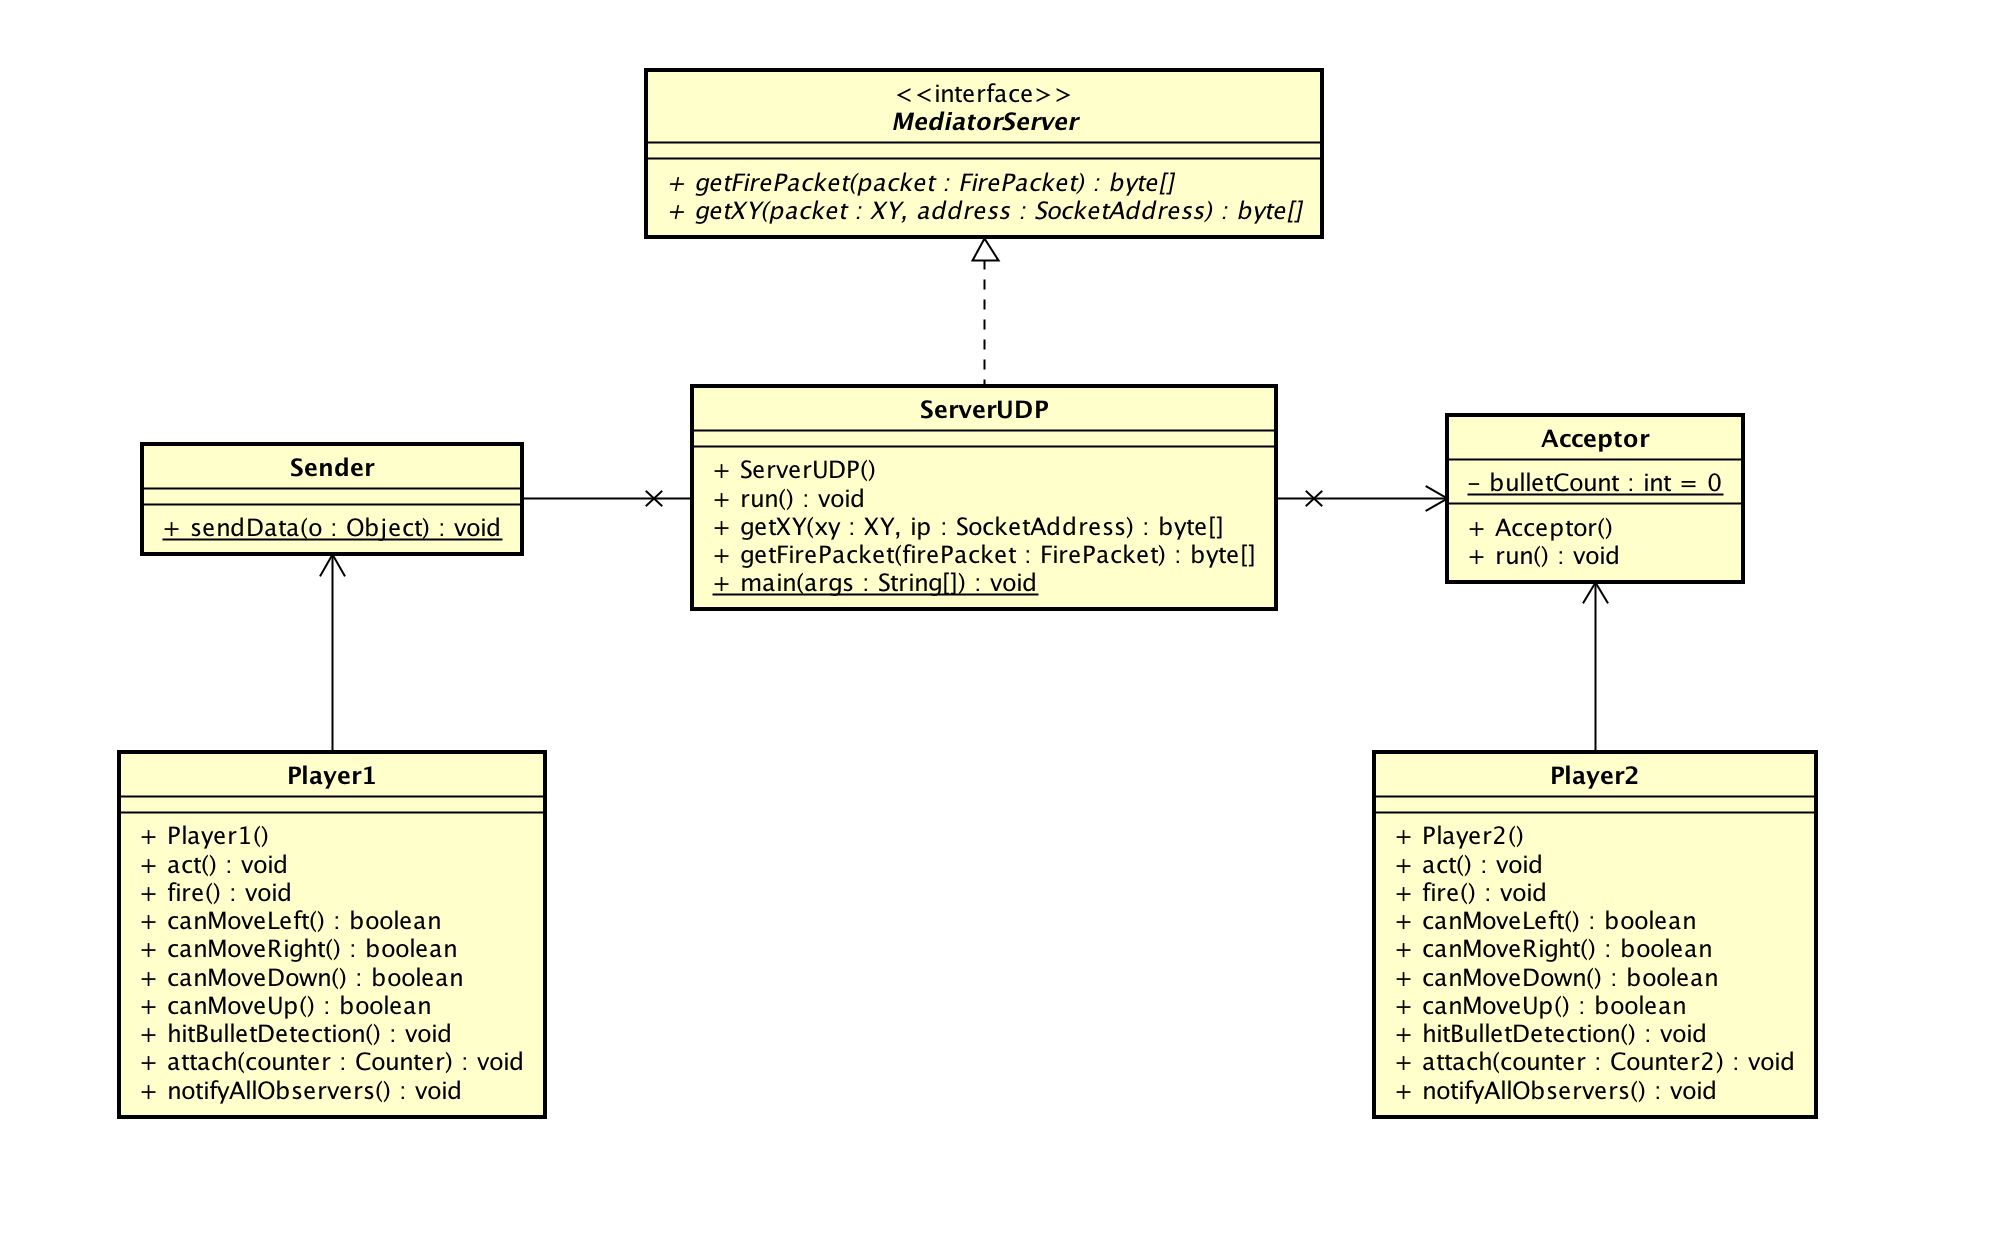 <<interface>>
MediatorServer
+ getFirePacket(packet : FirePacket) : byte[]
+ getXY(packet : XY, address : SocketAddress) : byte[]
Sender
+ sendData(o : Object) : void
ServerUDP
+ ServerUDP()
+ run() : void
+ getXY(xy : XY, ip : SocketAddress) : byte[]
+ getFirePacket(firePacket : FirePacket) : byte[]
+ main(args : String[]) : void
Acceptor
- bulletCount : int = 0
+ Acceptor()
+ run() : void
Player1
+ Player1()
+ act() : void
+ fire() : void
+ canMoveLeft() : boolean
+ canMoveRight() : boolean
+ canMoveDown() : boolean
+ canMoveUp() : boolean
+ hitBulletDetection() : void
+ attach(counter : Counter) : void
+ notifyAllObservers() : void
Player2
+ Player2()
+ act() : void
+ fire() : void
+ canMoveLeft() : boolean
+ canMoveRight() : boolean
+ canMoveDown() : boolean
+ canMoveUp() : boolean
+ hitBulletDetection() : void
+ attach(counter : Counter2) : void
+ notifyAllObservers() : void